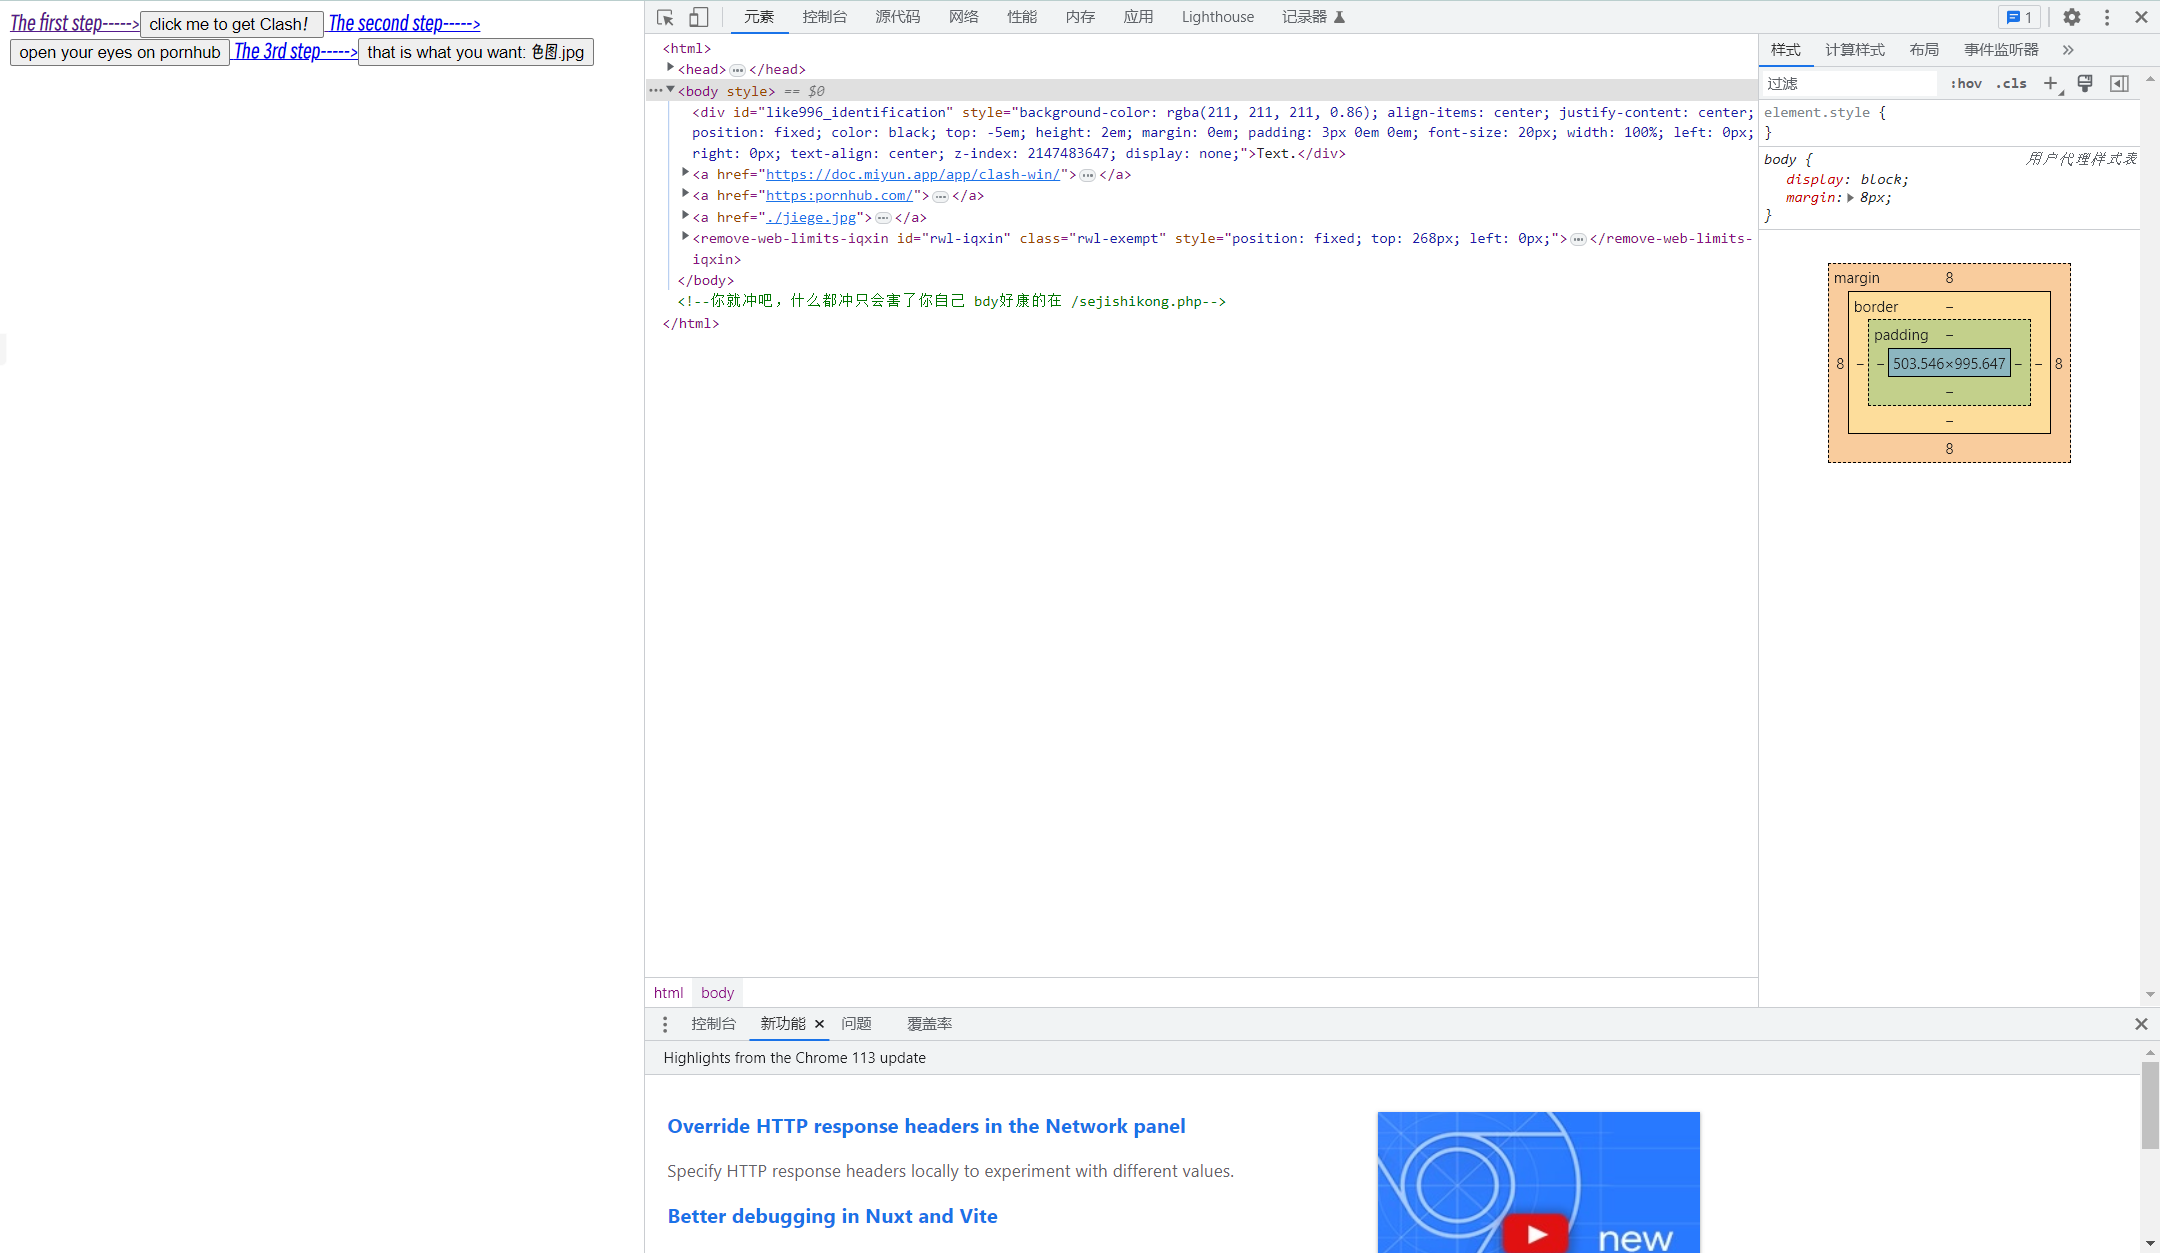 The first step-----> click me to get Clash! The second step----->
open your eyes on pornhub The 3rd step-----> that is what you want: 色图.jpg
元素 控制台 源代码 网络 性能 内存 应用 Lighthouse 记录器 1
<html>
<head> … </head>
… <body style> == $0
<div id="like996_identification" style="background-color: rgba(211, 211, 211, 0.86); align-items: center; justify-content: center;
position: fixed; color: black; top: -5em; height: 2em; margin: 0em; padding: 3px 0em 0em; font-size: 20px; width: 100%; left: 0px;
right: 0px; text-align: center; z-index: 2147483647; display: none;">Text.</div>
<a href="https://doc.miyun.app/app/clash-win/"> … </a>
<a href="https:pornhub.com/"> … </a>
<a href="./jiege.jpg"> … </a>
<remove-web-limits-iqxin id="rwl-iqxin" class="rwl-exempt" style="position: fixed; top: 268px; left: 0px;"> … </remove-web-limits-
iqxin>
</body>
<!--你就冲吧，什么都冲只会害了你自己 bdy好康的在 /sejishikong.php-->
</html>
html body
样式 计算样式 布局 事件监听器 »
过滤 :hov .cls +
element.style {
}
body { 用户代理样式表
display: block;
margin: 8px;
}
margin 8
border –
padding –
8 – – 503.546×995.647 – – 8
–
–
8
控制台 新功能 × 问题 覆盖率
Highlights from the Chrome 113 update
Override HTTP response headers in the Network panel
Specify HTTP response headers locally to experiment with different values.
Better debugging in Nuxt and Vite
new